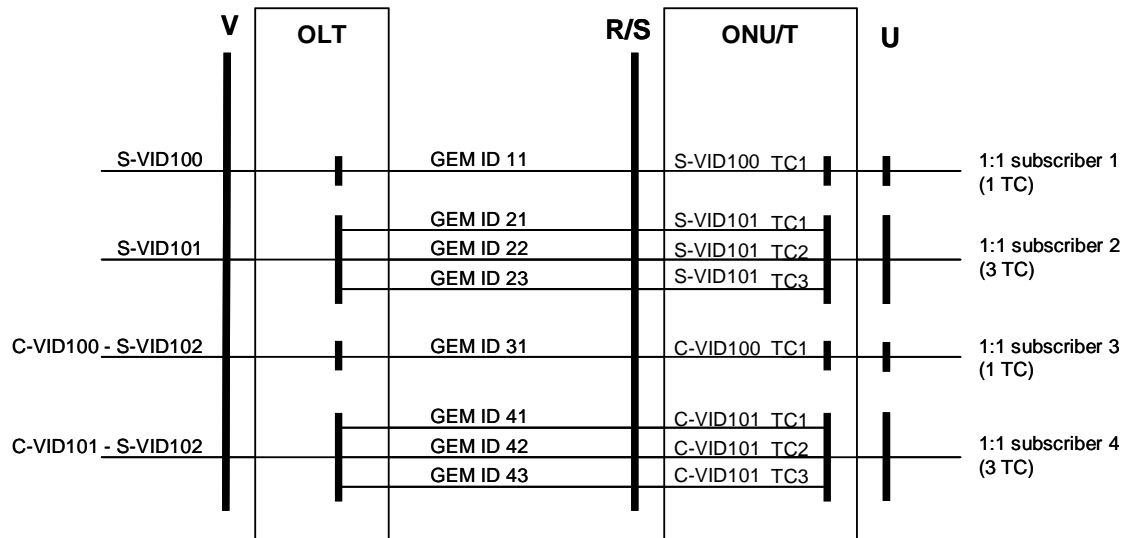 V OLT R/S ONU/T U
S-VID100 GEM ID 11 S-VID100 TC1 1:1 subscriber 1
(1 TC)
GEM ID 21 S-VID101 TC1
S-VID101 GEM ID 22 S-VID101 TC2 1:1 subscriber 2
(3 TC)
GEM ID 23 S-VID101 TC3
C-VID100 - S-VID102 GEM ID 31 C-VID100 TC1 1:1 subscriber 3
(1 TC)
GEM ID 41 C-VID101 TC1
C-VID101 - S-VID102 GEM ID 42 C-VID101 TC2 1:1 subscriber 4
(3 TC)
GEM ID 43 C-VID101 TC3